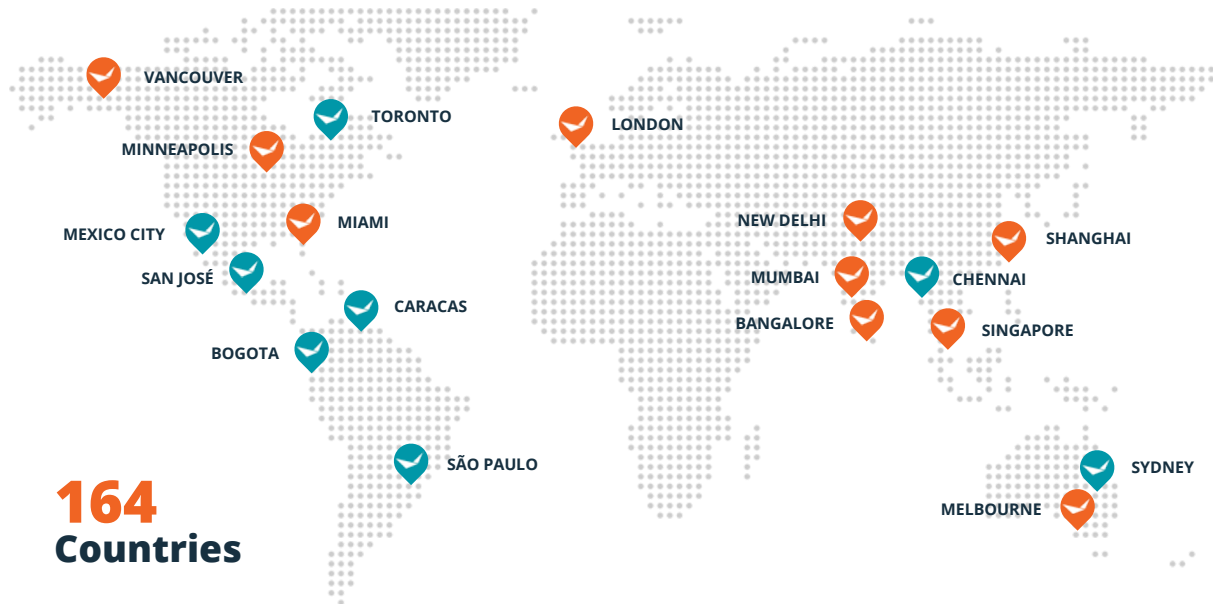 VANCOUVER
TORONTO
LONDON
MINNEAPOLIS
MIAMI
NEW DELHI
MEXICO CITY
SHANGHAI
SAN JOSÉ
MUMBAI
CHENNAI
CARACAS
BANGALORE
SINGAPORE
BOGOTA
SÃO PAULO
SYDNEY
MELBOURNE
164
Countries